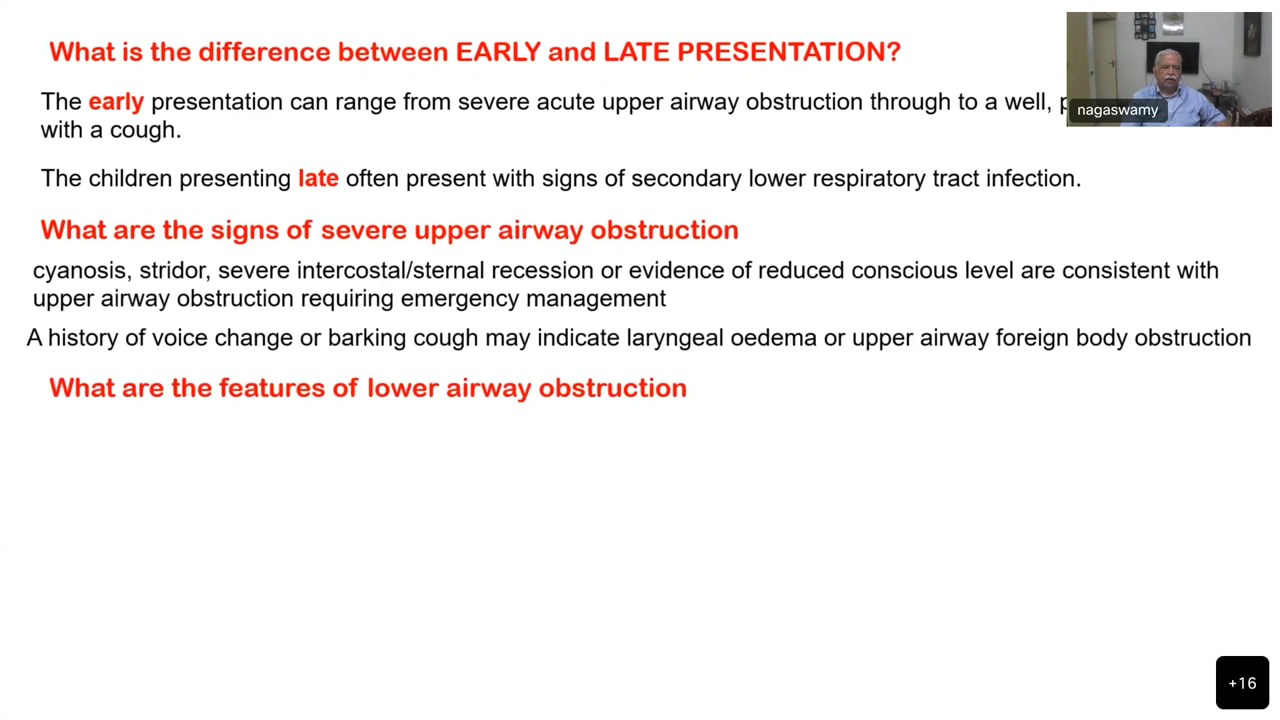 What is the difference between EARLY and LATE PRESENTATION?
The early presentation can range from severe acute upper airway obstruction through to a well,
with a cough.
nagaswamy
The children presenting late often present with signs of secondary lower respiratory tract infection.
What are the signs of severe upper airway obstruction
cyanosis, stridor, severe intercostal/sternal recession or evidence of reduced conscious level are consistent with
upper airway obstruction requiring emergency management
A history of voice change or barking cough may indicate laryngeal oedema or upper airway foreign body obstruction
What are the features of lower airway obstruction
+16